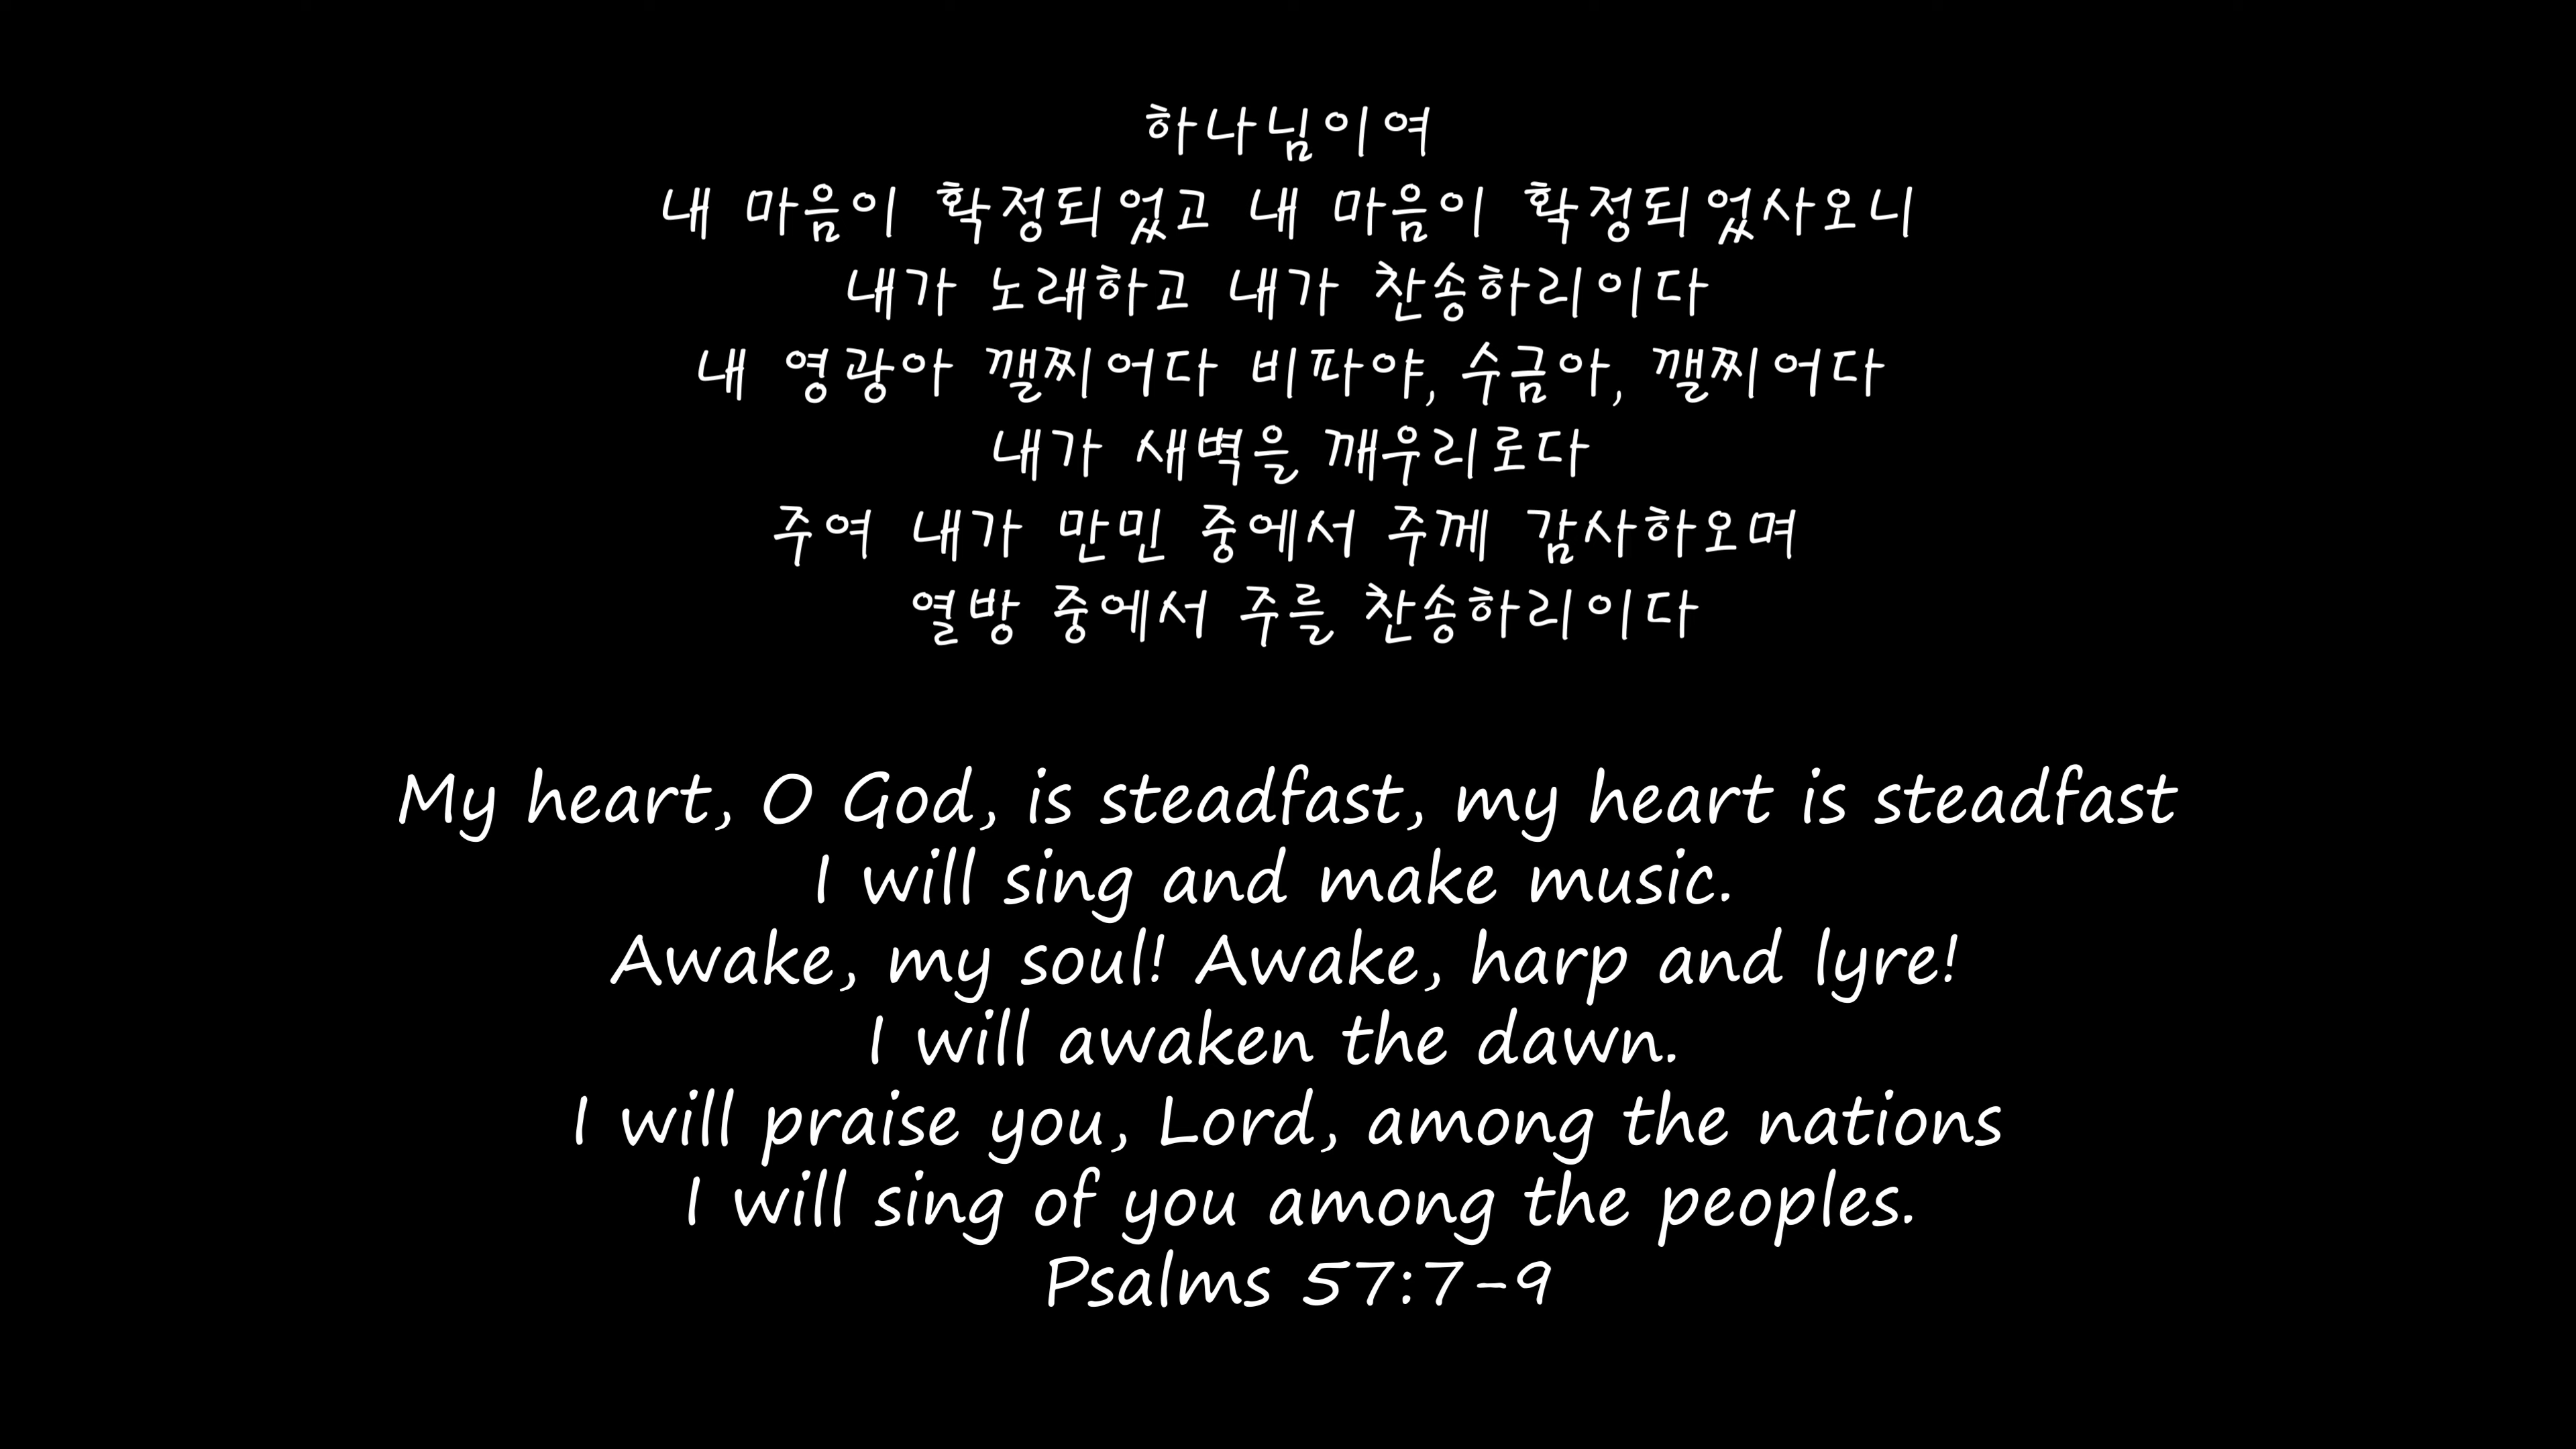 하나님이여
내 마음이 확정되었고 내 마음이 확정되었사오니
내가 노래하고 내가 찬송하리이다
내 영광아 깰찌어다 비파야, 수금아, 깰찌어다
내가 새벽을 깨우리로다
주여 내가 만민 중에서 주께 감사하오며
열방 중에서 주를 찬송하리이다
My heart, O God, is steadfast, my heart is steadfast
I will sing and make music.
Awake, my soul! Awake, harp and lyre!
I will awaken the dawn.
I will praise you, Lord, among the nations
I will sing of you among the peoples.
Psalms 57:7-9